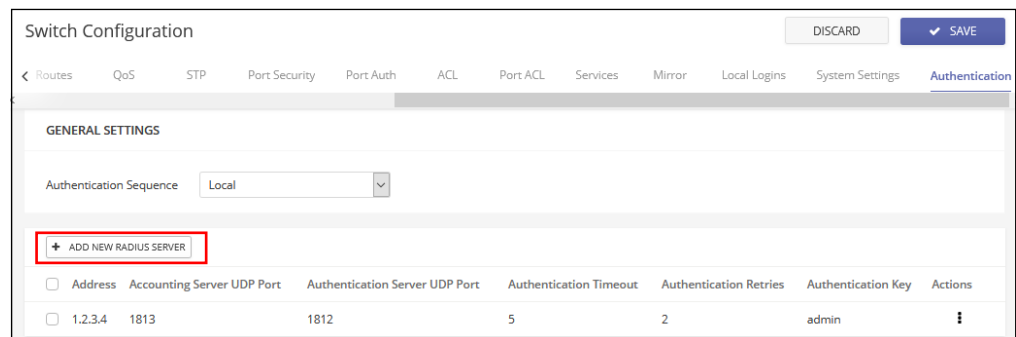 Switch Configuration DISCARD SAVE
Routes QoS STP Port Security Port Auth ACL Port ACL Services Mirror Local Logins System Settings Authentication
GENERAL SETTINGS
Authentication Sequence Local
+ ADD NEW RADIUS SERVER
Address Accounting Server UDP Port Authentication Server UDP Port Authentication Timeout Authentication Retries Authentication Key Actions
1.2.3.4 1813 1812 5 2 admin